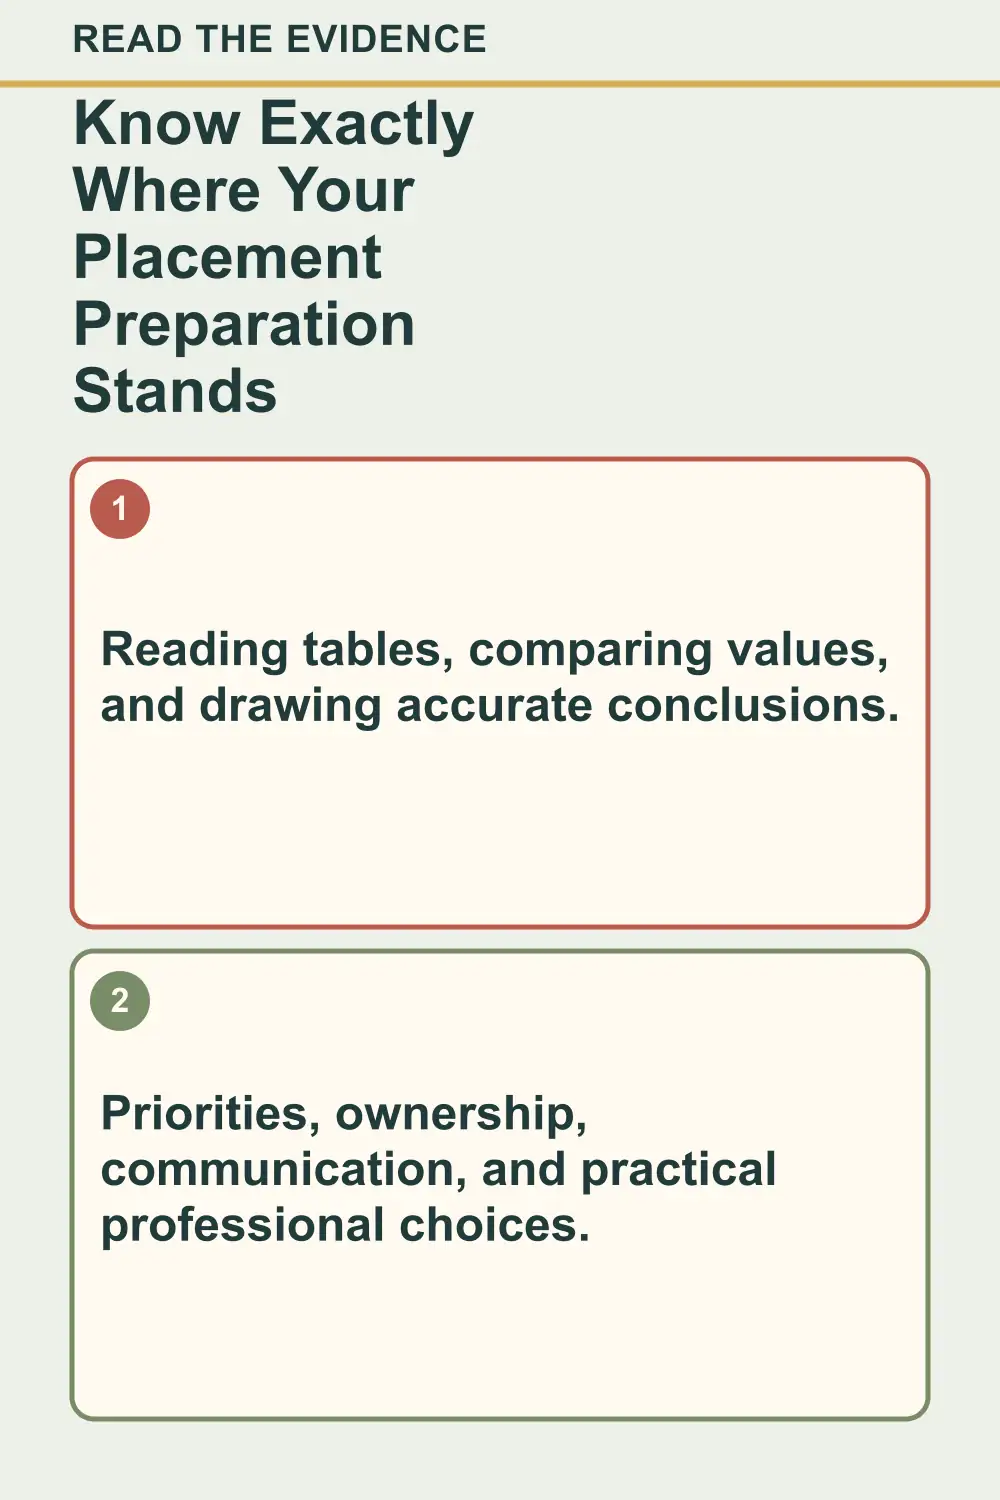 READ THE EVIDENCE
Know Exactly
Where Your
Placement
Preparation
Stands
1
Reading tables, comparing values,
and drawing accurate conclusions.
2
Priorities, ownership,
communication, and practical
professional choices.